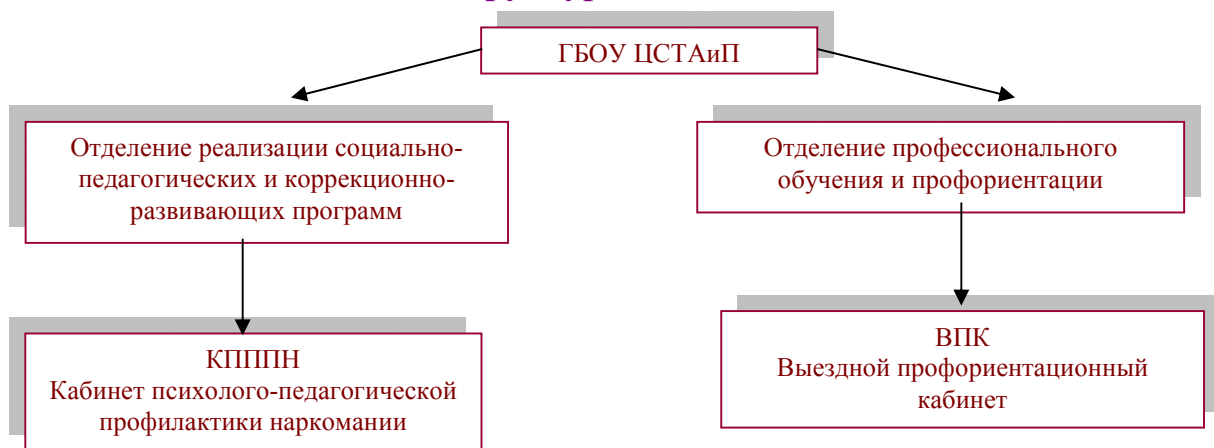 ГБОУ ЦСТАиП
Отделение реализации социально-
педагогических и коррекционно-
развивающих программ
Отделение профессионального
обучения и профориентации
КПППН
Кабинет психолого-педагогической
профилактики наркомании
ВПК
Выездной профориентационный
кабинет